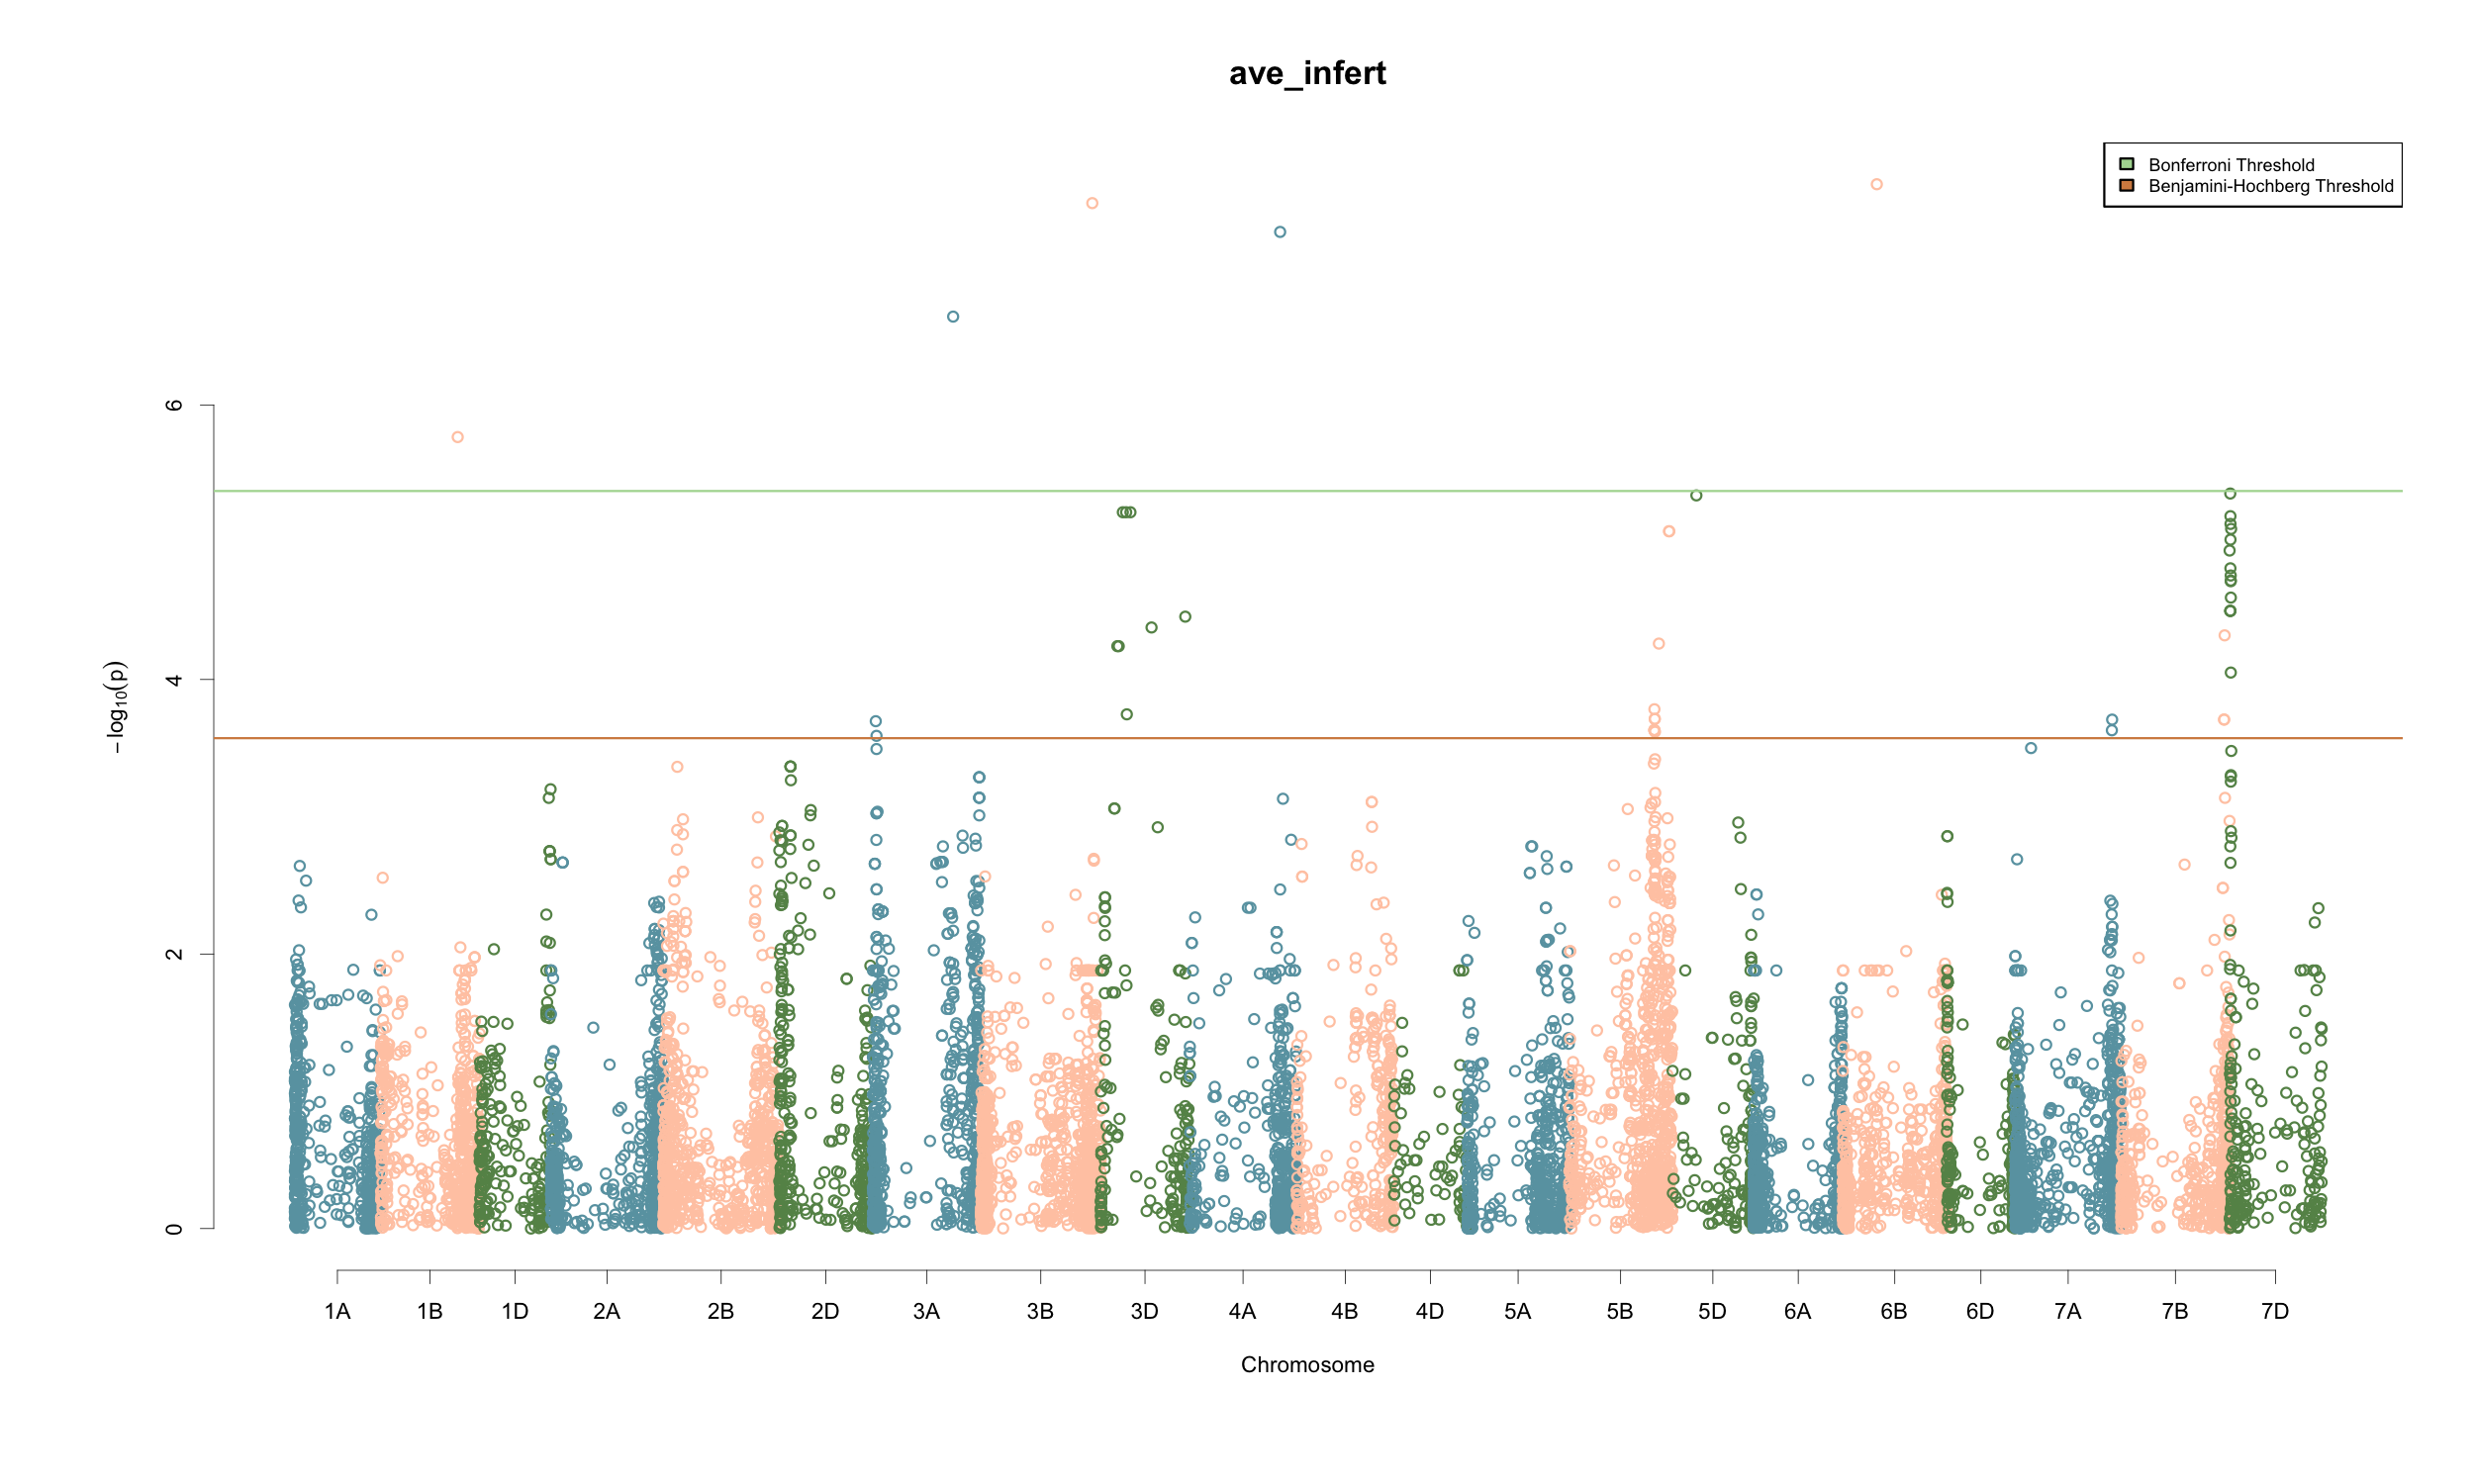 ave_infert
Bonferroni Threshold
Benjamini-Hochberg Threshold
6
4
2
0
−log10(p)
1A 1B 1D 2A 2B 2D 3A 3B 3D 4A 4B 4D 5A 5B 5D 6A 6B 6D 7A 7B 7D
Chromosome